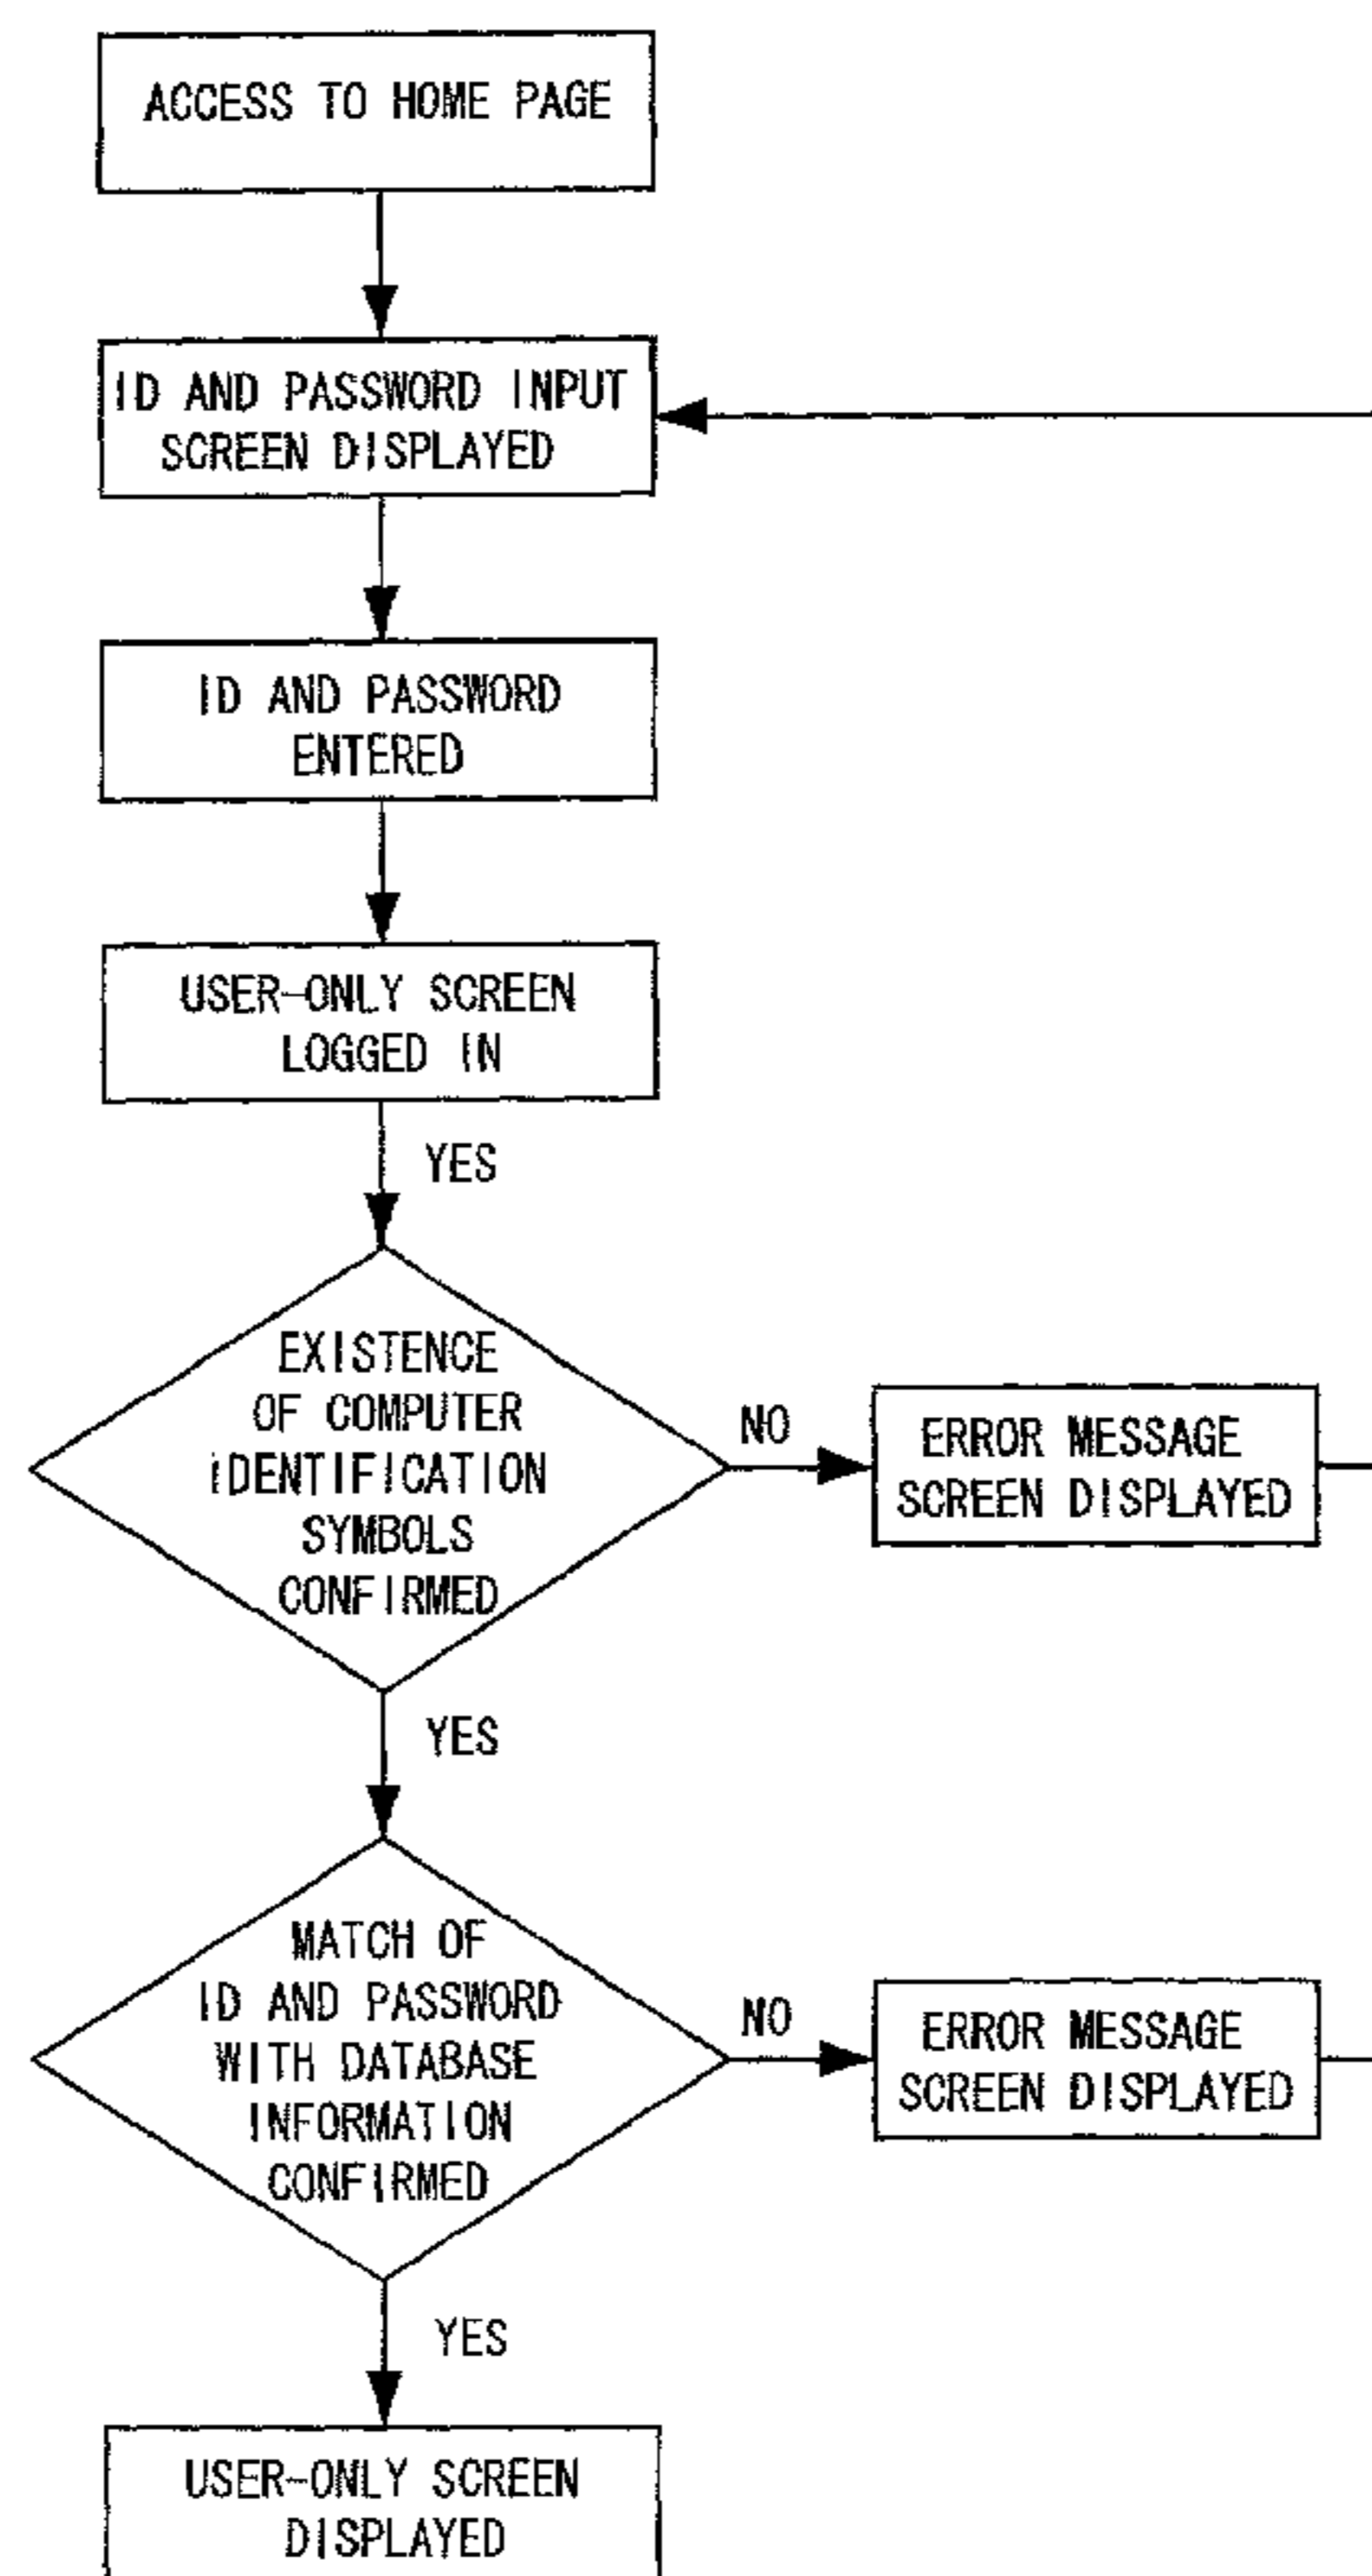 ACCESS TO HOME PAGE
ID AND PASSWORD INPUT
SCREEN DISPLAYED
ID AND PASSWORD
ENTERED
USER-ONLY SCREEN
LOGGED IN
YES
EXISTENCE
OF COMPUTER
IDENTIFICATION
SYMBOLS
CONFIRMED
NO
ERROR MESSAGE
SCREEN DISPLAYED
YES
MATCH OF
ID AND PASSWORD
WITH DATABASE
INFORMATION
CONFIRMED
NO
ERROR MESSAGE
SCREEN DISPLAYED
YES
USER-ONLY SCREEN
DISPLAYED